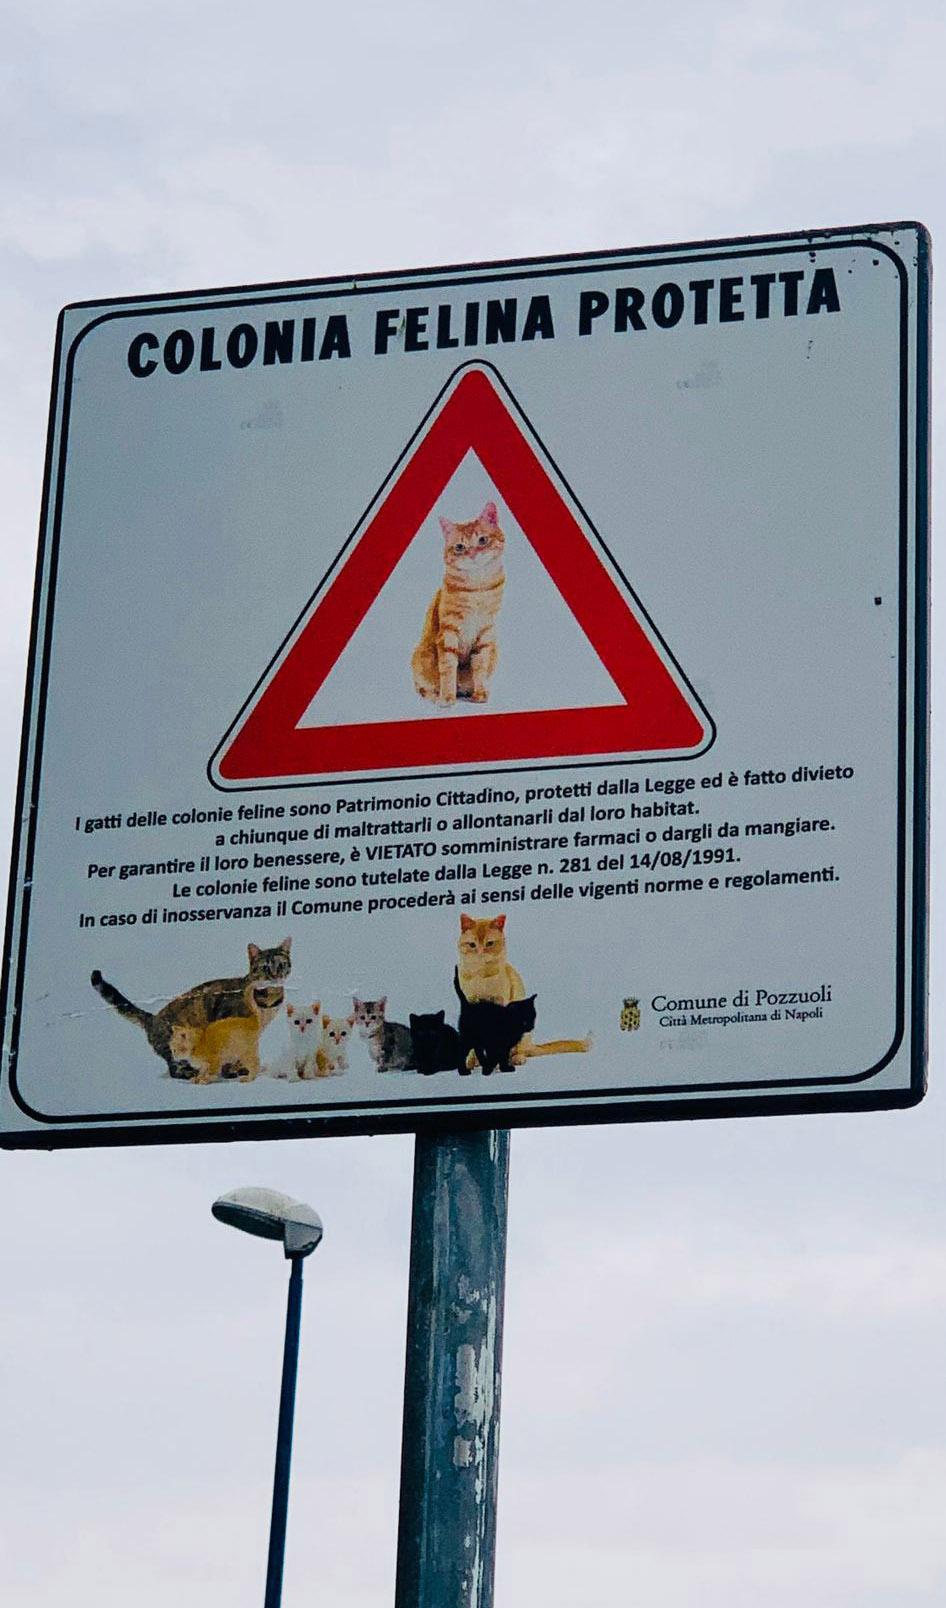 COLONIA FELINA PROTETTA
I gatti delle colonie feline sono Patrimonio Cittadino, protetti dalla Legge ed è fatto divieto
a chiunque di maltrattarli o allontanarli dal loro habitat.
Per garantire il loro benessere, è VIETATO somministrare farmaci o dargli da mangiare.
Le colonie feline sono tutelate dalla Legge n. 281 del 14/08/1991.
In caso di inosservanza il Comune procederà ai sensi delle vigenti norme e regolamenti.
Comune di Pozzuoli
Città Metropolitana di Napoli